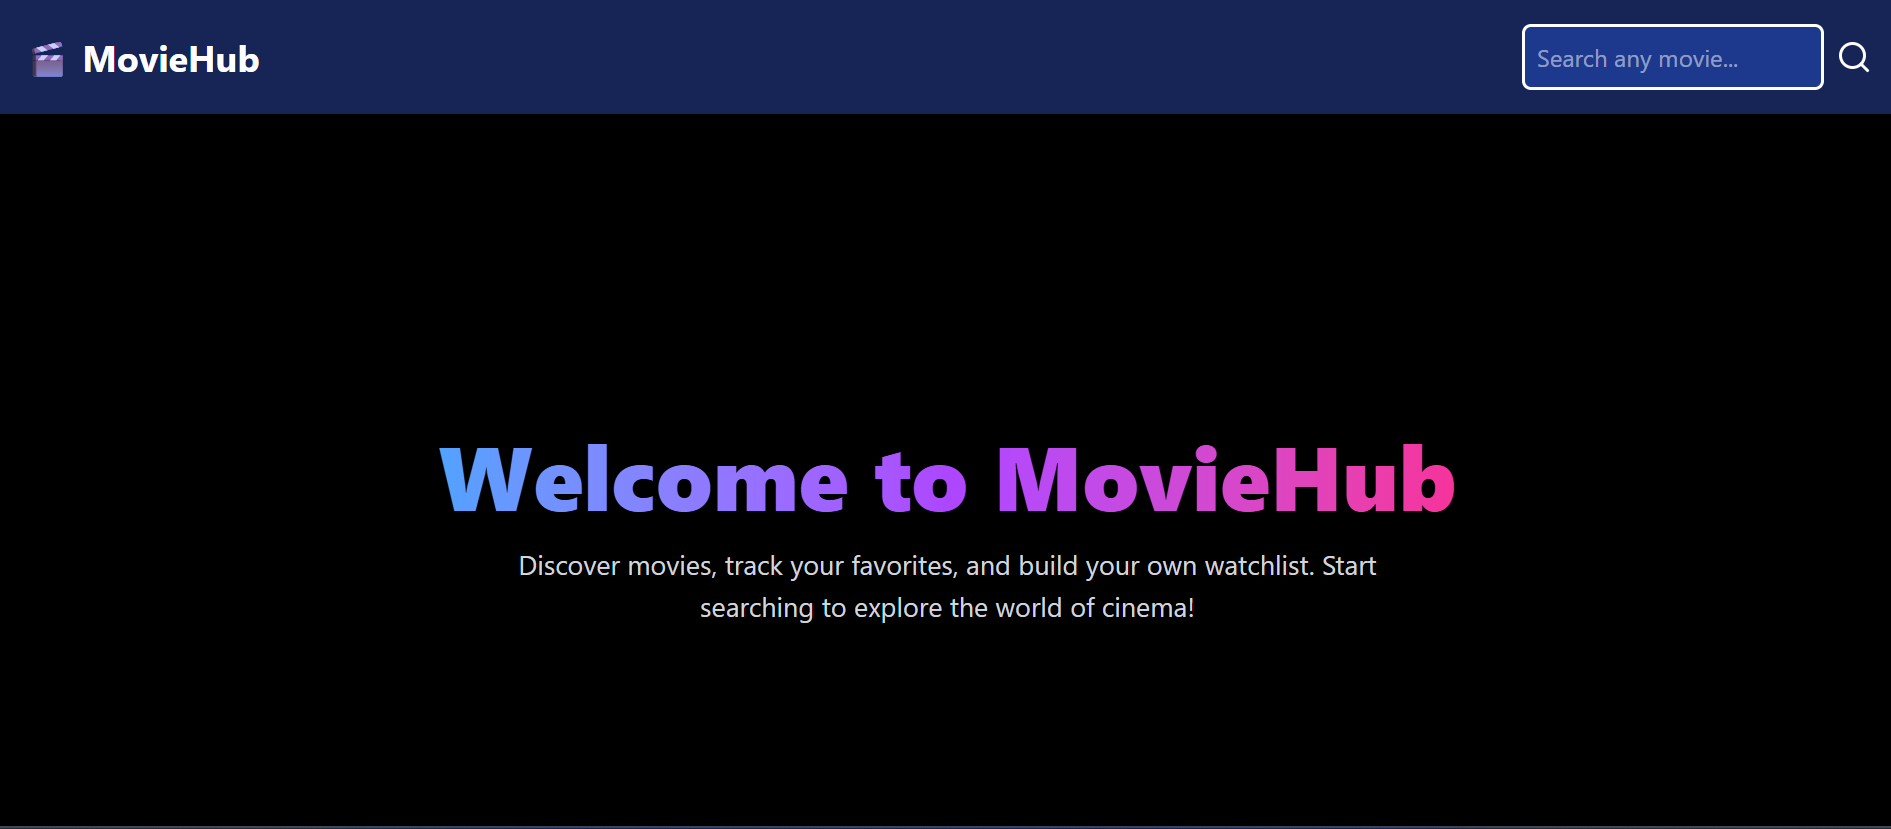 MovieHub
Search any movie...
Welcome to MovieHub
Discover movies, track your favorites, and build your own watchlist. Start
searching to explore the world of cinema!